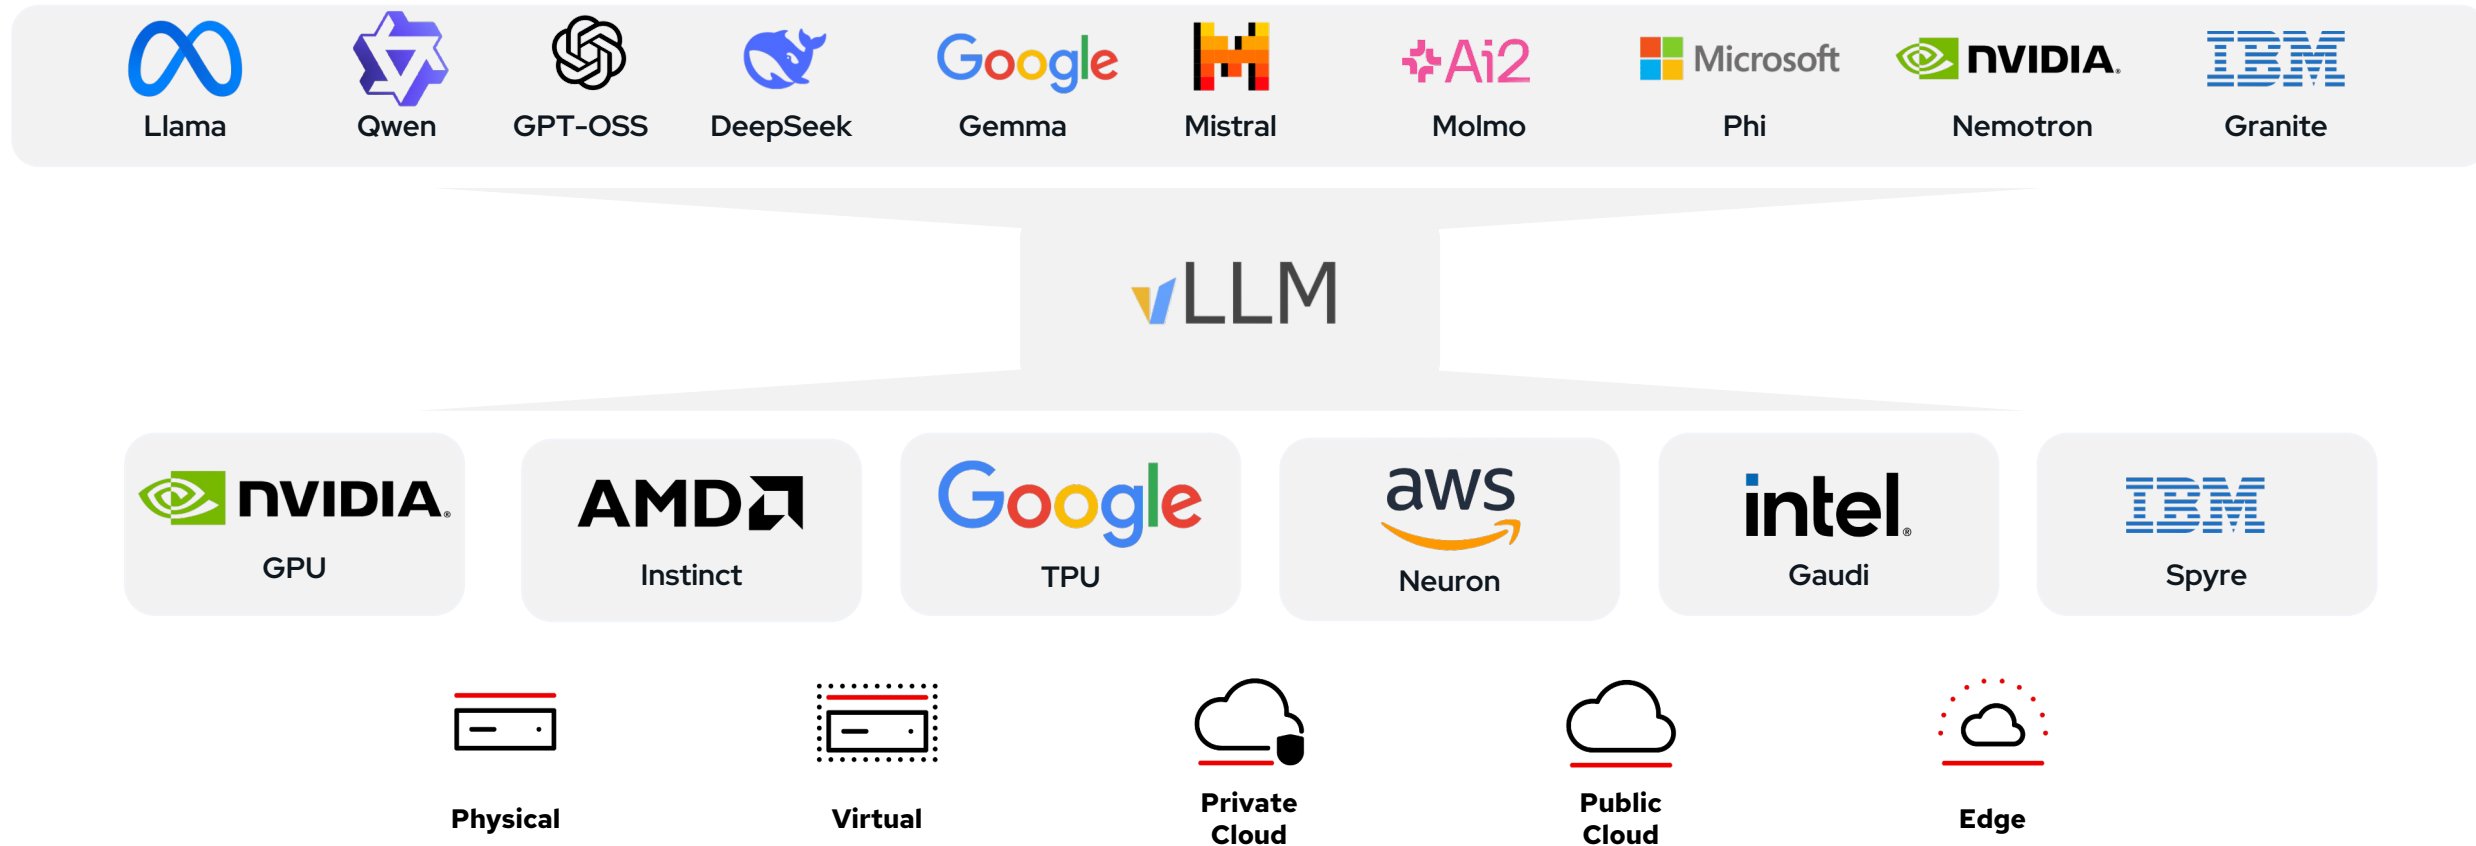 Ai2
Google
Microsoft
NVIDIA.
IBM
Llama
Qwen
GPT-OSS
DeepSeek
Gemma
Mistral
Molmo
Phi
Nemotron
Granite
vLLM
NVIDIA.
AMD
Google
aws
intel®
IBM
GPU
Instinct
TPU
Neuron
Gaudi
Spyre
Physical
Virtual
Private
Cloud
Public
Cloud
Edge